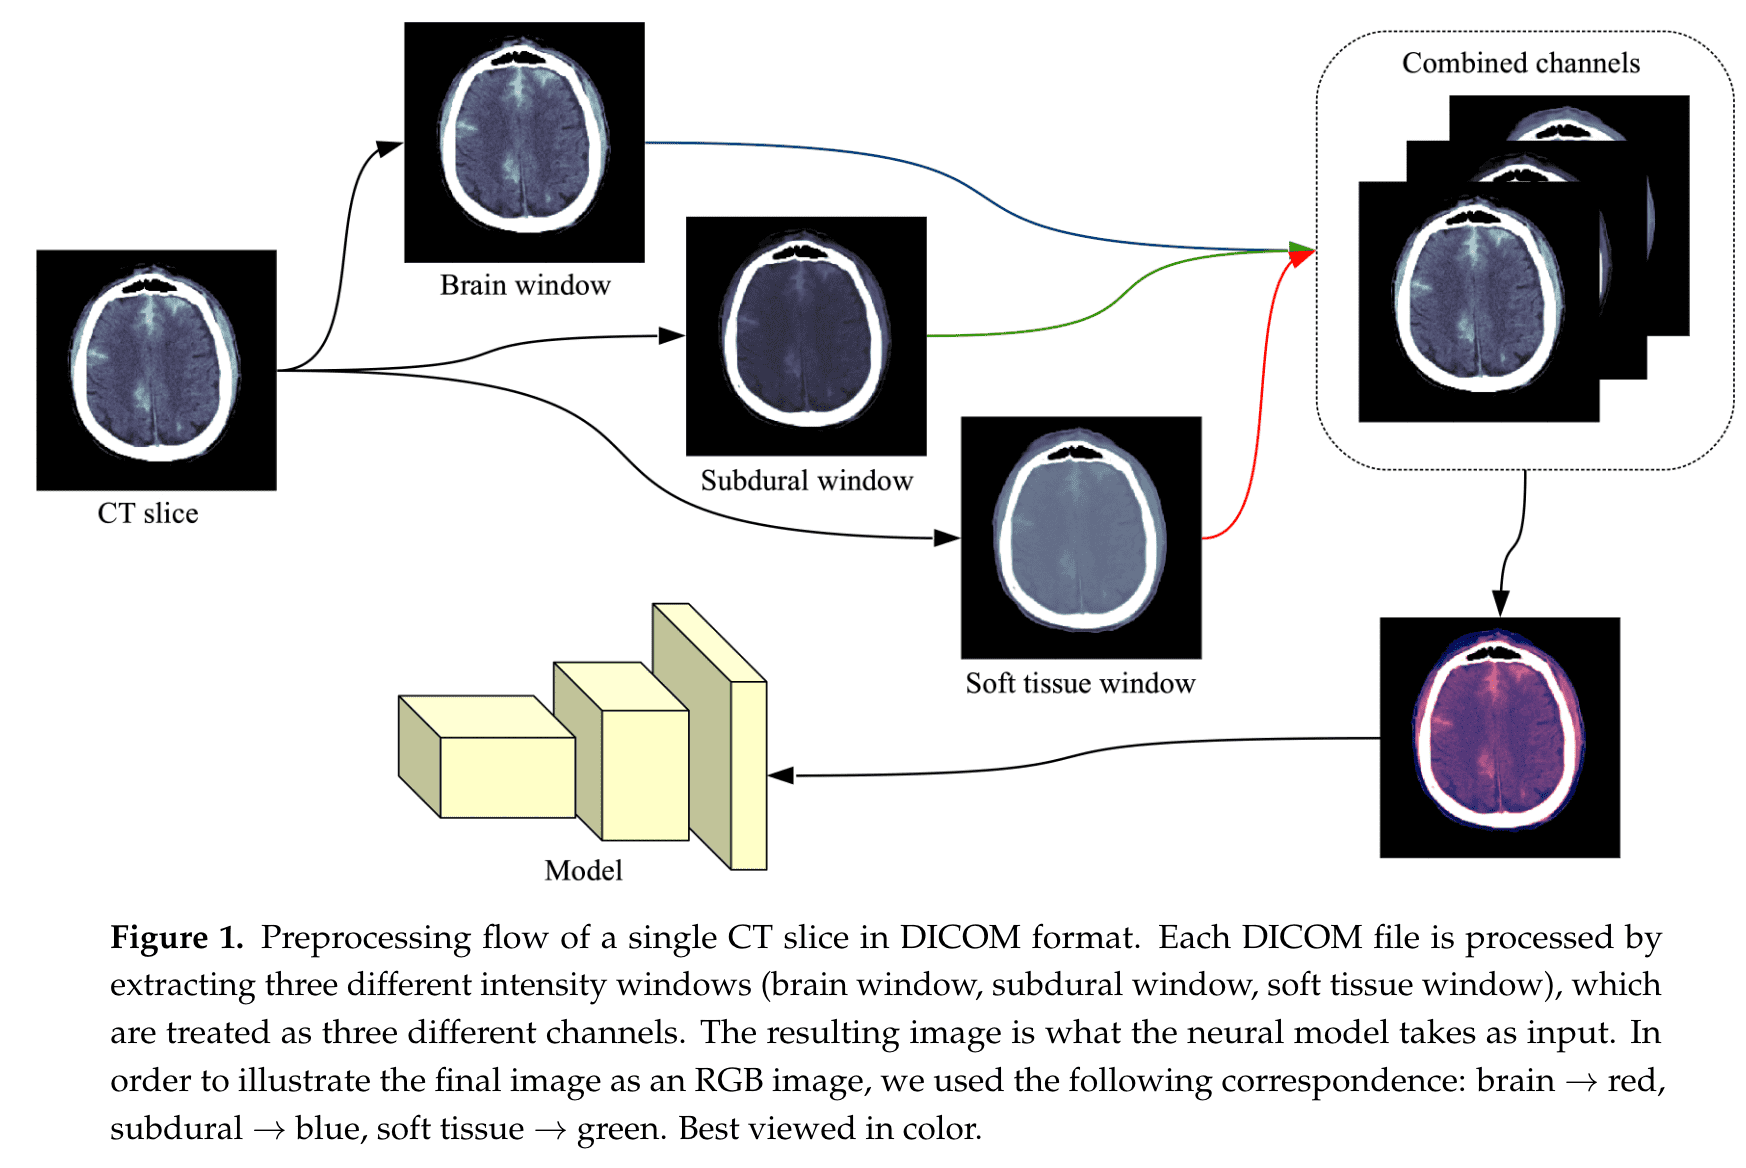 Combined channels
Brain window
Subdural window
CT slice
Soft tissue window
Model
Figure 1. Preprocessing flow of a single CT slice in DICOM format. Each DICOM file is processed by
extracting three different intensity windows (brain window, subdural window, soft tissue window), which
are treated as three different channels. The resulting image is what the neural model takes as input. In
order to illustrate the final image as an RGB image, we used the following correspondence: brain → red,
subdural → blue, soft tissue → green. Best viewed in color.